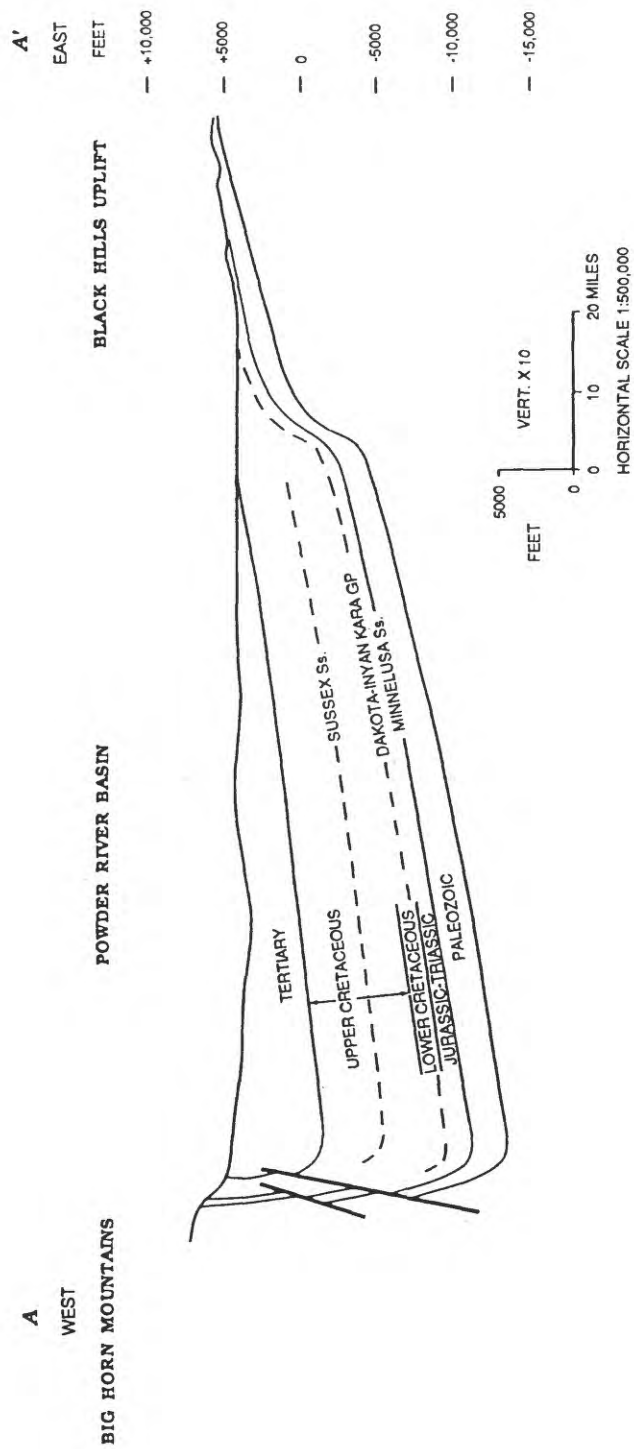 A
WEST
BIG HORN MOUNTAINS
POWDER RIVER BASIN
BLACK HILLS UPLIFT
A'
EAST
FEET
+10,000
+5000
0
-5000
-10,000
-15,000
TERTIARY
UPPER CRETACEOUS
SUSSEX Ss.
DAKOTA-INYAN KARA GP
MINNELUSA Ss.
LOWER CRETACEOUS
JURASSIC-TRIASSIC
PALEOZOIC
5000
FEET
0
VERT. X 10
0 10 20 MILES
HORIZONTAL SCALE 1:500,000